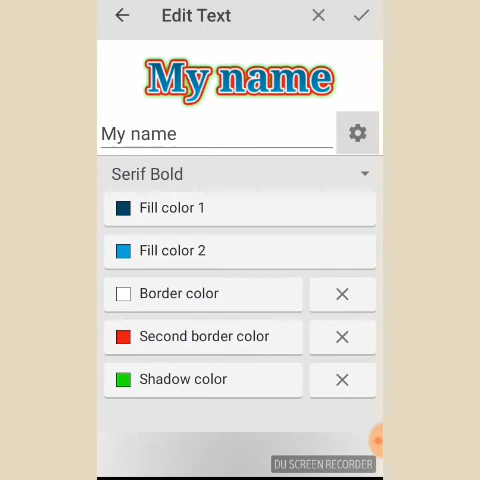 Edit Text
My name
My name
Serif Bold
Fill color 1
Fill color 2
Border color
Second border color
Shadow color
DU SCREEN RECORDER